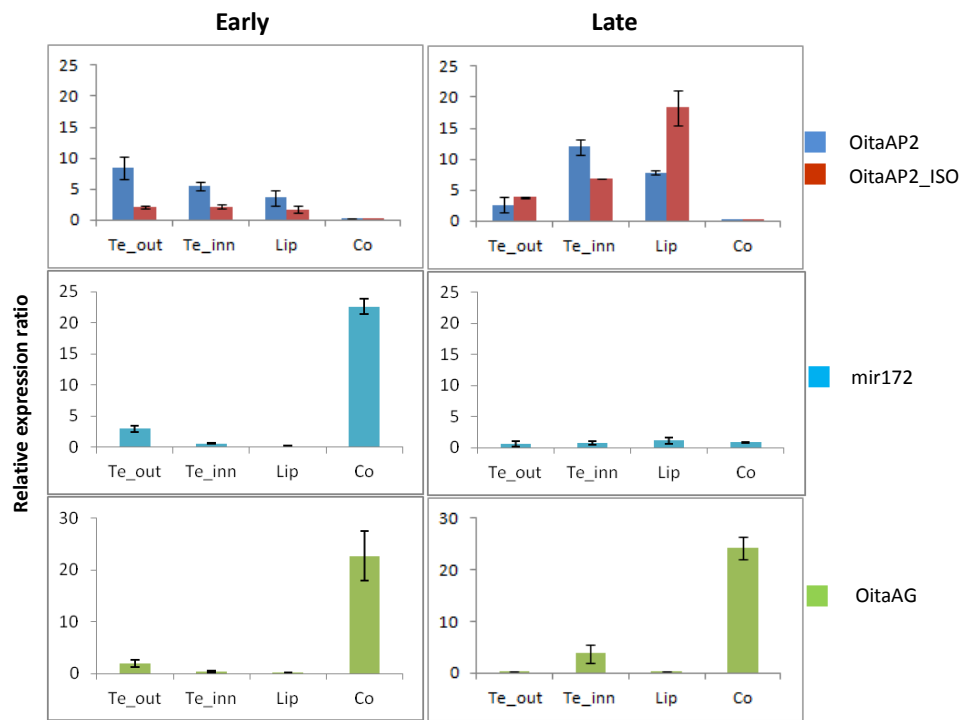 Early
Late
25
20
15
10
5
0
Te_out Te_inn Lip Co
25
20
15
10
5
0
Te_out Te_inn Lip Co
OitaAP2
OitaAP2_ISO
Relative expression ratio
25
20
15
10
5
0
Te_out Te_inn Lip Co
25
20
15
10
5
0
Te_out Te_inn Lip Co
mir172
30
20
10
0
Te_out Te_inn Lip Co
30
20
10
0
Te_out Te_inn Lip Co
OitaAG